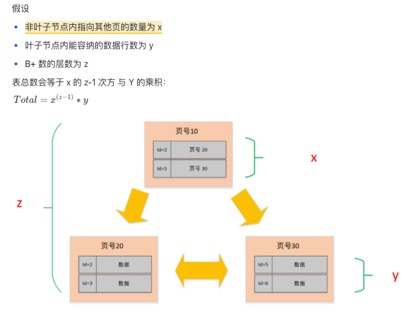 假设
非叶子节点内指向其他页的数量为 x
叶子节点内能容纳的数据行数为 y
B+ 数的层数为 z
表总数会等于 x 的 z-1 次方 与 Y 的乘积：
Total = x^(z−1) * y
页号10
Id=2 页号 20
Id=5 页号 30
x
z
页号20
Id=2 数据
Id=3 数据
页号30
Id=5 数据
Id=6 数据
y